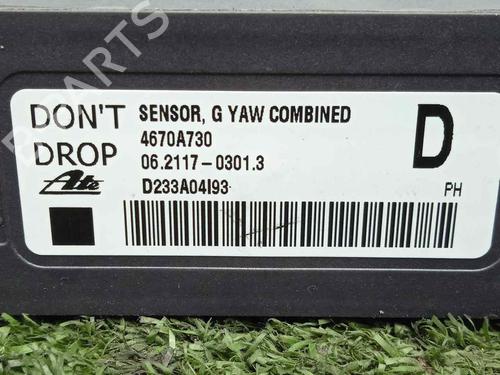 DON'T
DROP
Ate
SENSOR, G YAW COMBINED
4670A730
06.2117-0301.3
D233A04I93
D
PH